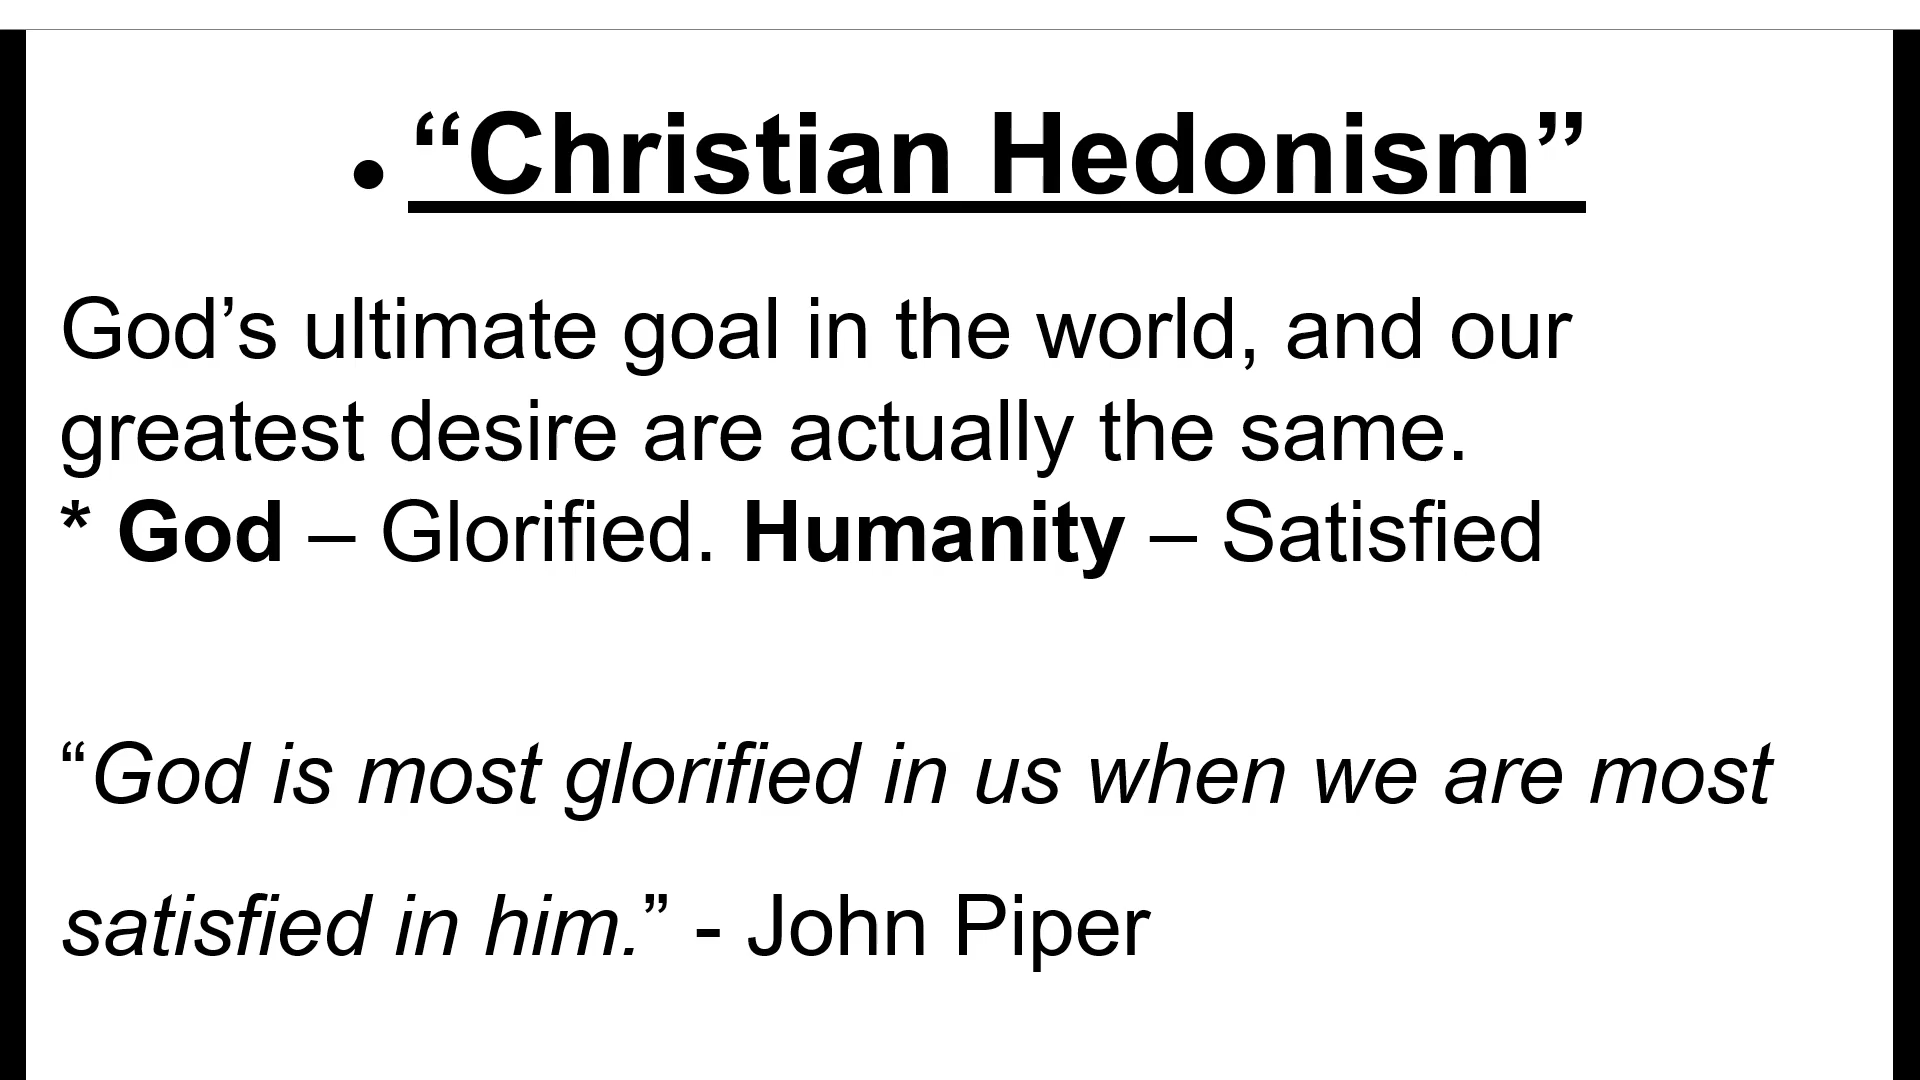 • “Christian Hedonism”
God’s ultimate goal in the world, and our
greatest desire are actually the same.
* God – Glorified. Humanity – Satisfied
“God is most glorified in us when we are most
satisfied in him.” - John Piper